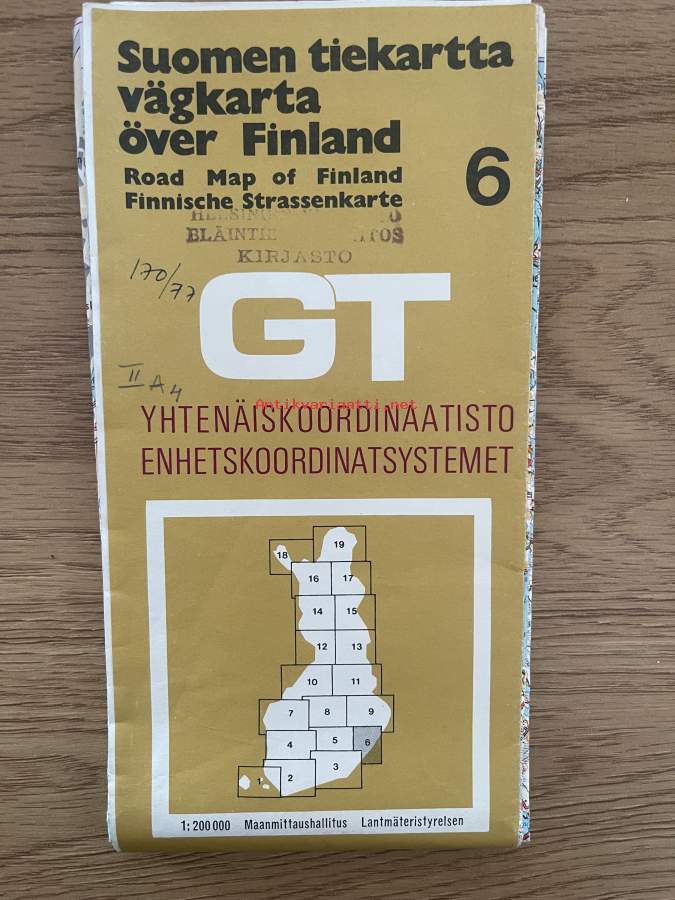 Suomen tiekartta
vägkarta
över Finland
6
Road Map of Finland
Finnische Strassenkarte
KIRJASTO
170/77
GT
II A4
Antikvariantti.net
YHTENÄISKOORDINAATISTO
ENHETSKOORDINATSYSTEMET
19
18
16 17
14 15
12 13
10 11
7 8 9
4 5 6
3
1 2
1:200 000 Maanmittaushallitus Lantmäteristyrelsen